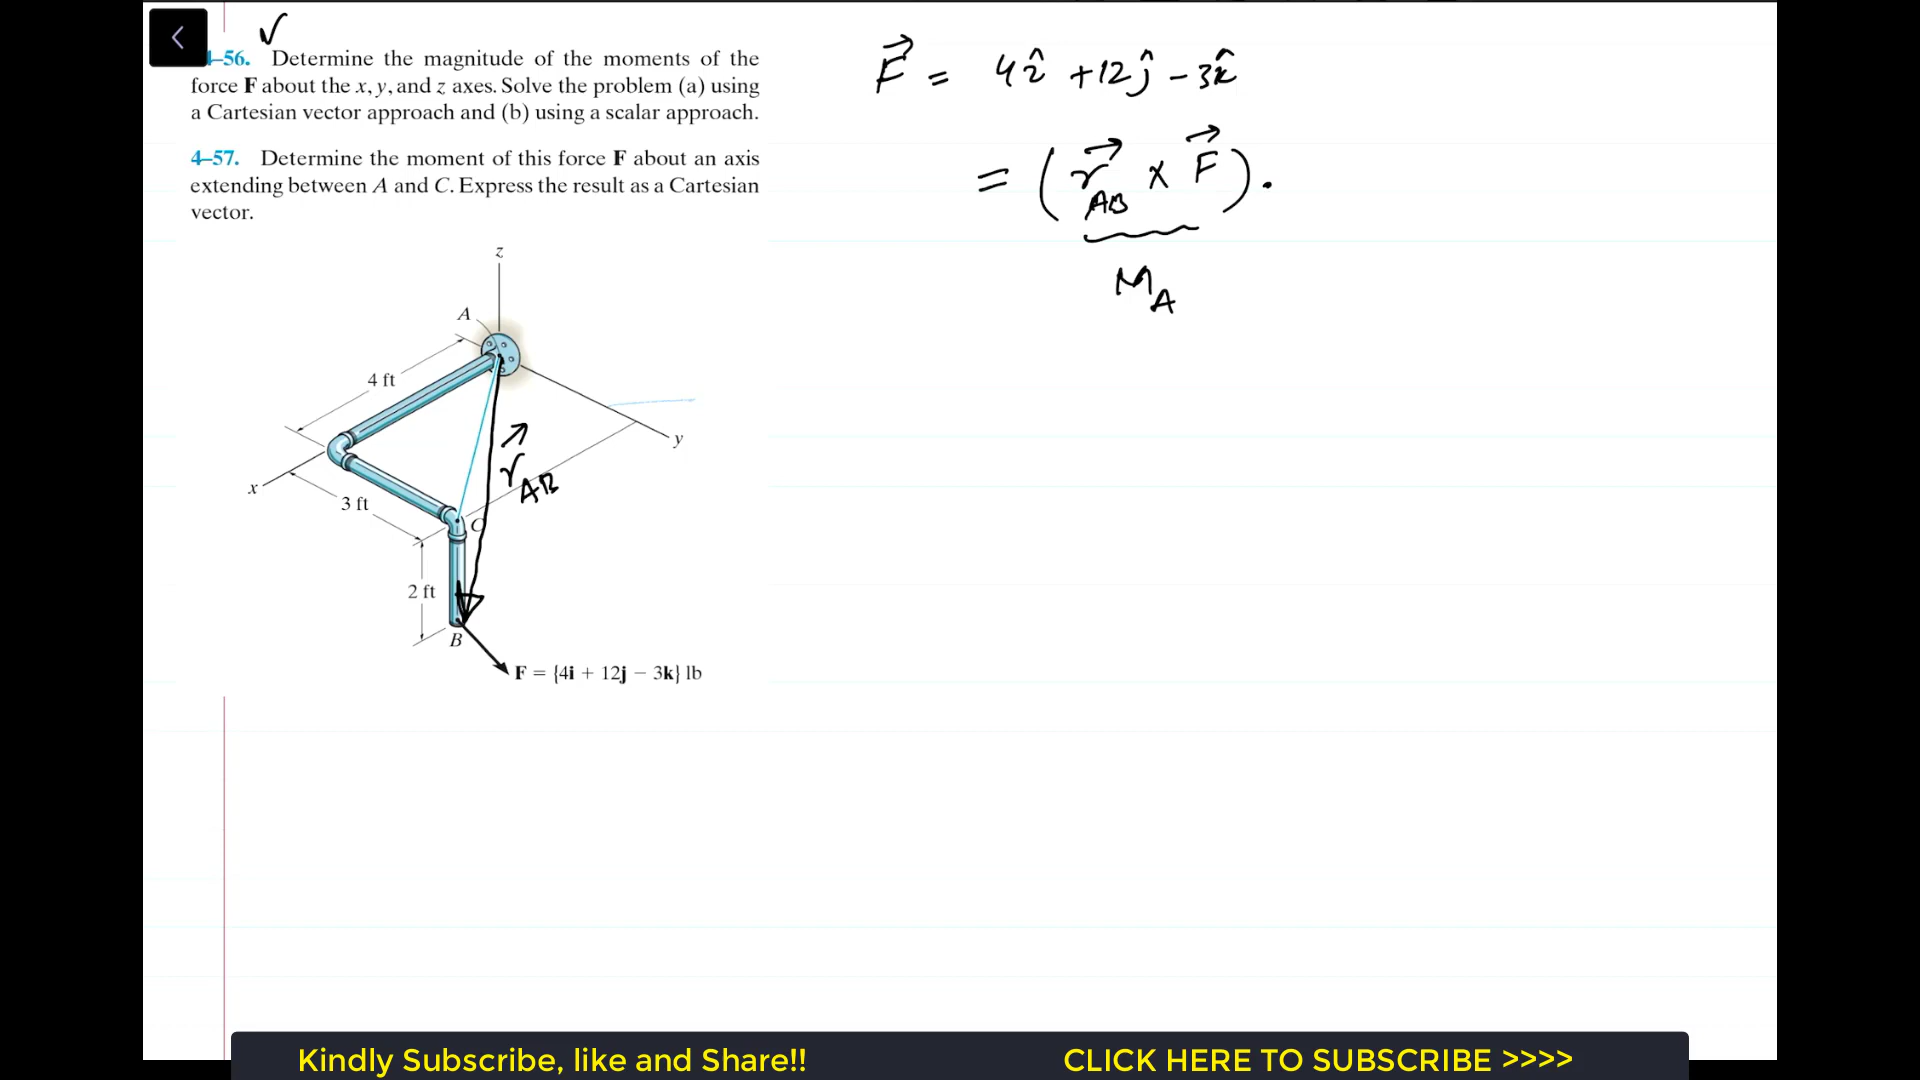 4–56. Determine the magnitude of the moments of the
force F about the x, y, and z axes. Solve the problem (a) using
a Cartesian vector approach and (b) using a scalar approach.
4–57. Determine the moment of this force F about an axis
extending between A and C. Express the result as a Cartesian
vector.
z
A
4 ft
y
x
3 ft
C
2 ft
B
F = {4i + 12j − 3k} lb
r⃗ AB
F⃗ = 4î + 12ĵ − 3k̂
= (r⃗ AB × F⃗).
M A
Kindly Subscribe, like and Share!!
CLICK HERE TO SUBSCRIBE >>>>